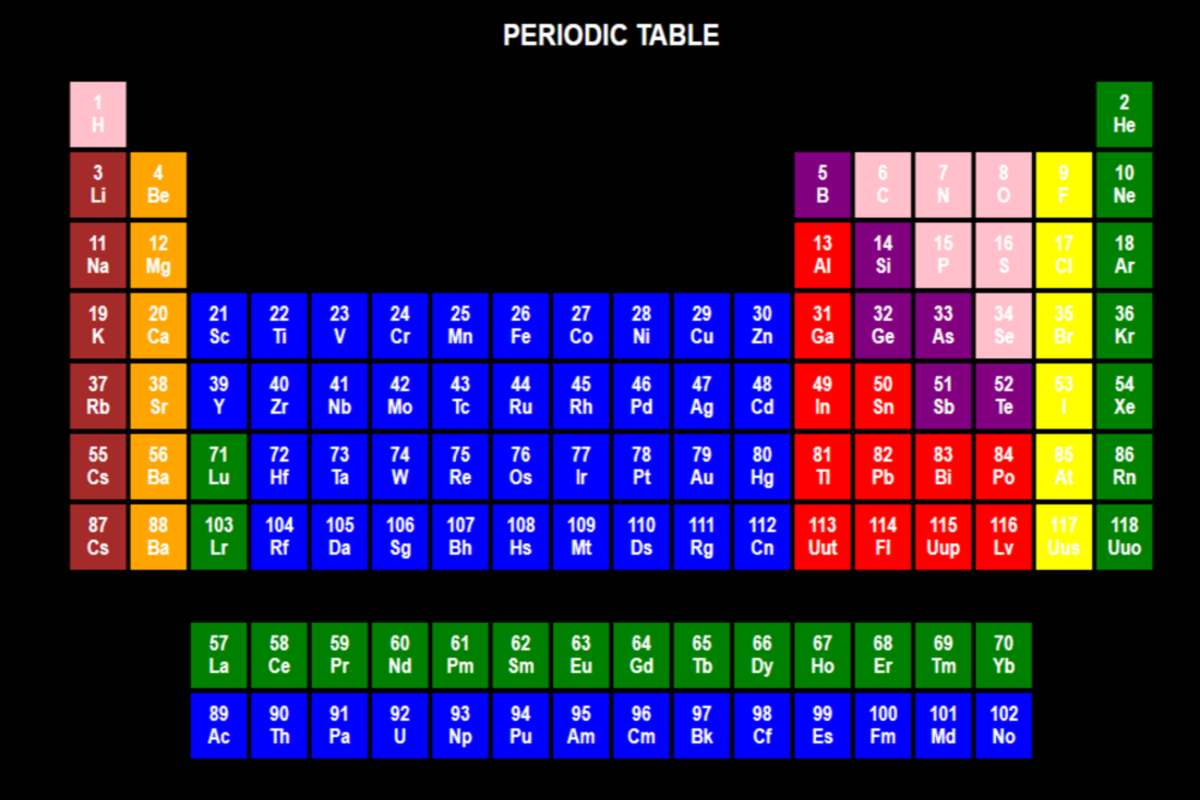 PERIODIC TABLE
1 2
H He
3 4 5 6 7 8 9 10
Li Be B C N O F Ne
11 12 13 14 15 16 17 18
Na Mg Al Si P S Cl Ar
19 20 21 22 23 24 25 26 27 28 29 30 31 32 33 34 35 36
K Ca Sc Ti V Cr Mn Fe Co Ni Cu Zn Ga Ge As Se Br Kr
37 38 39 40 41 42 43 44 45 46 47 48 49 50 51 52 53 54
Rb Sr Y Zr Nb Mo Tc Ru Rh Pd Ag Cd In Sn Sb Te I Xe
55 56 71 72 73 74 75 76 77 78 79 80 81 82 83 84 85 86
Cs Ba Lu Hf Ta W Re Os Ir Pt Au Hg Tl Pb Bi Po At Rn
87 88 103 104 105 106 107 108 109 110 111 112 113 114 115 116 117 118
Cs Ba Lr Rf Da Sg Bh Hs Mt Ds Rg Cn Uut Fl Uup Lv Uus Uuo
57 58 59 60 61 62 63 64 65 66 67 68 69 70
La Ce Pr Nd Pm Sm Eu Gd Tb Dy Ho Er Tm Yb
89 90 91 92 93 94 95 96 97 98 99 100 101 102
Ac Th Pa U Np Pu Am Cm Bk Cf Es Fm Md No